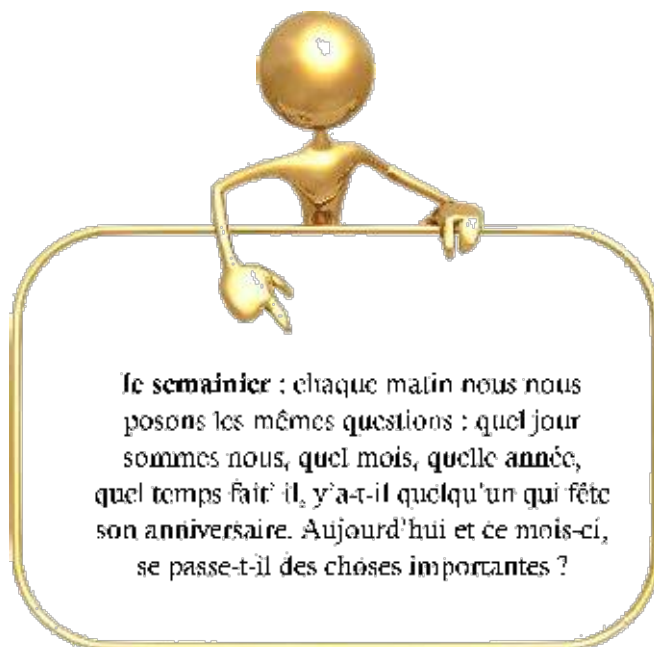 le semainier : chaque matin nous nous
posons les mêmes questions : quel jour
sommes nous, quel mois, quelle année,
quel temps fait' il, y'a-t-il quelqu'un qui fête
son anniversaire. Aujourd'hui et ce mois-ci,
se passe-t-il des choses importantes ?